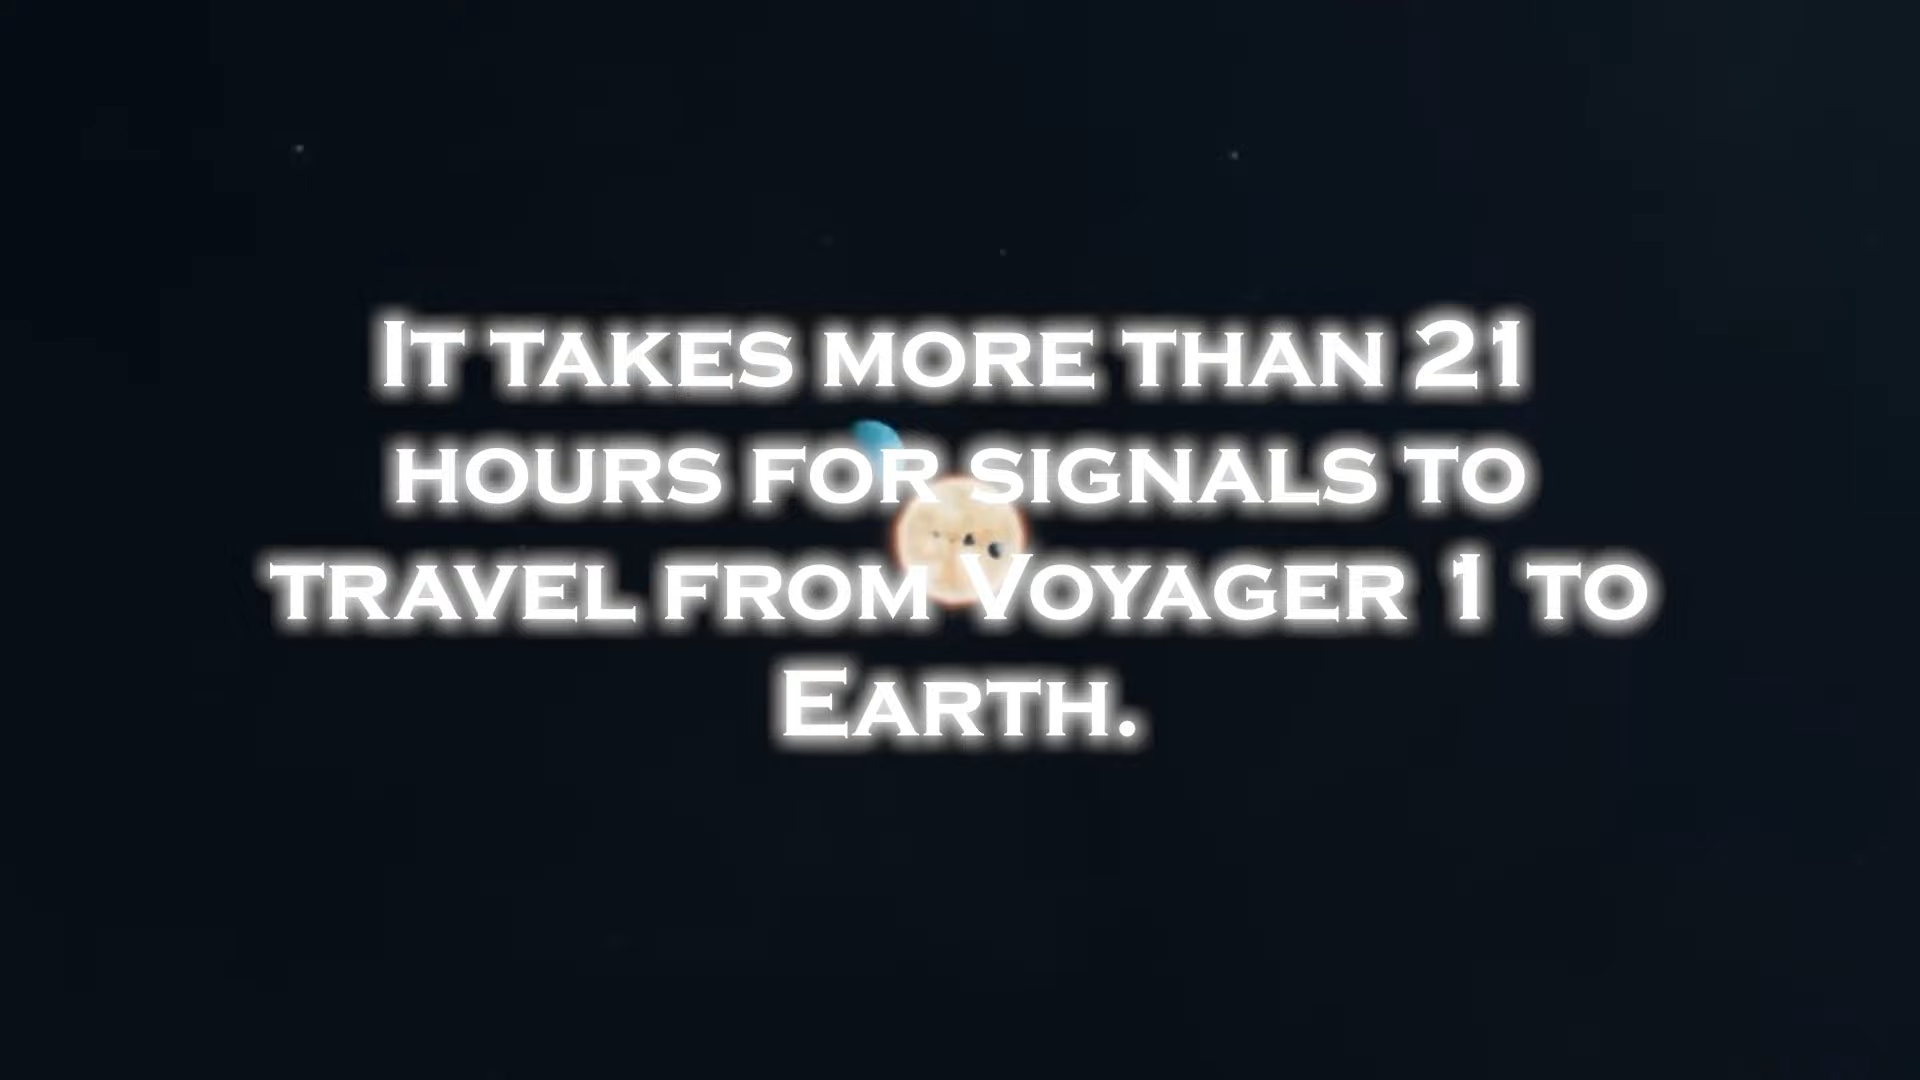 It takes more than 21
hours for signals to
travel from Voyager 1 to
Earth.